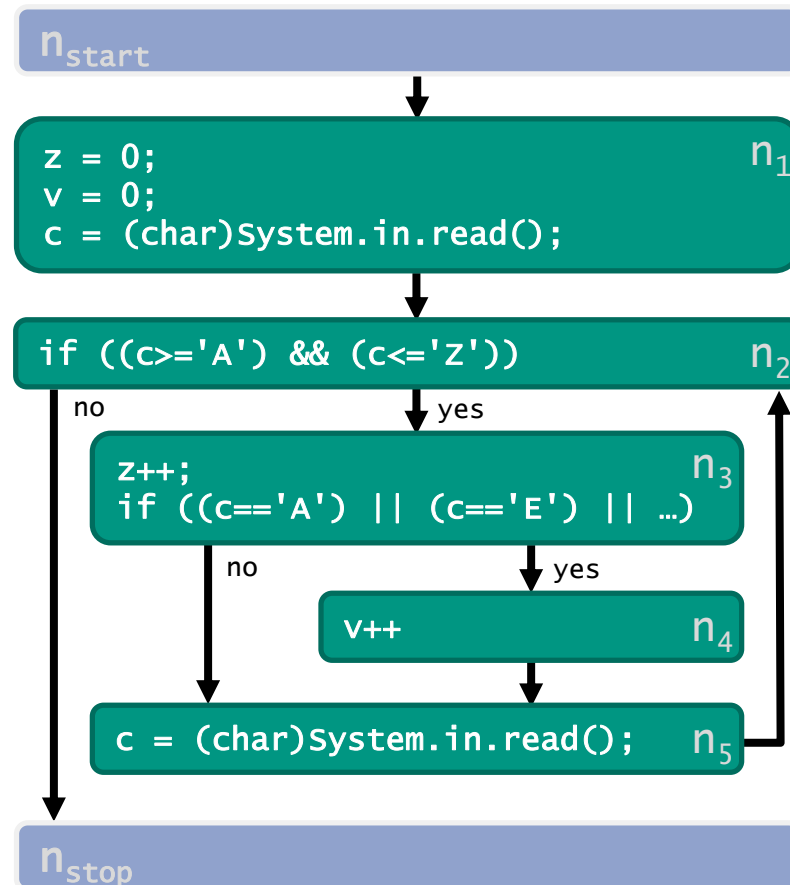 nstart
z = 0;
n1
v = 0;
c = (char)System.in.read();
if ((c>='A') && (c<='Z'))
n2
no
yes
z++;
n3
if ((c=='A') || (c=='E') || …)
no
yes
v++
n4
c = (char)System.in.read();
n5
nstop